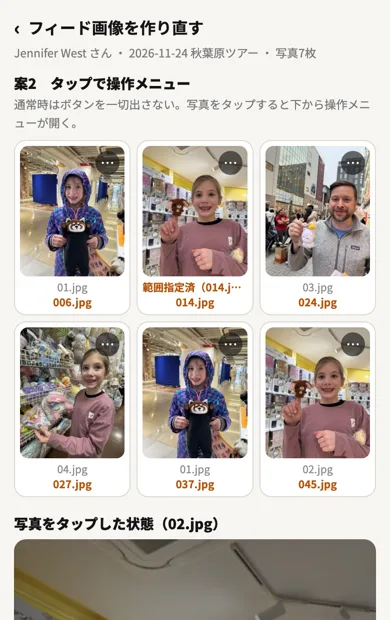 ‹ フィード画像を作り直す
Jennifer West さん ・ 2026-11-24 秋葉原ツアー ・ 写真7枚
案2　タップで操作メニュー
通常時はボタンを一切出さない。写真をタップすると下から操作メニ
ューが開く。
01.jpg
006.jpg
範囲指定済（014.j…
014.jpg
03.jpg
024.jpg
04.jpg
027.jpg
01.jpg
037.jpg
02.jpg
045.jpg
写真をタップした状態（02.jpg）